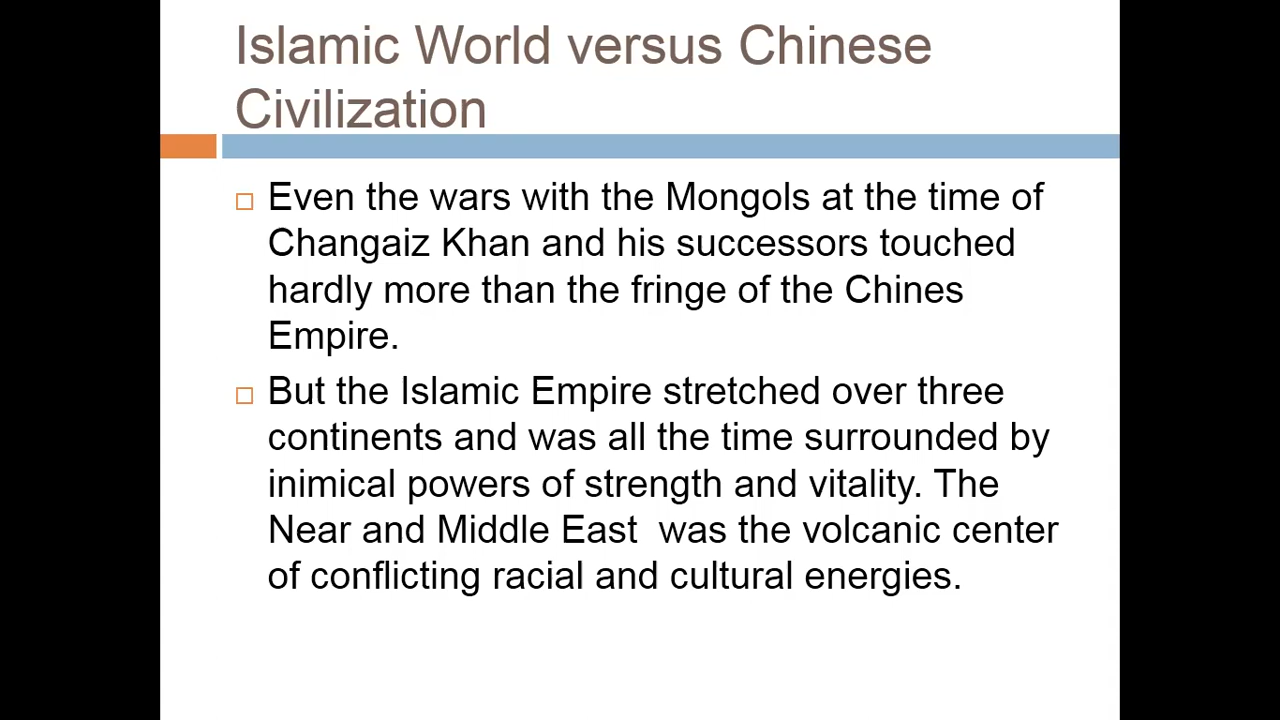 Islamic World versus Chinese
Civilization
Even the wars with the Mongols at the time of
Changaiz Khan and his successors touched
hardly more than the fringe of the Chines
Empire.
But the Islamic Empire stretched over three
continents and was all the time surrounded by
inimical powers of strength and vitality. The
Near and Middle East  was the volcanic center
of conflicting racial and cultural energies.